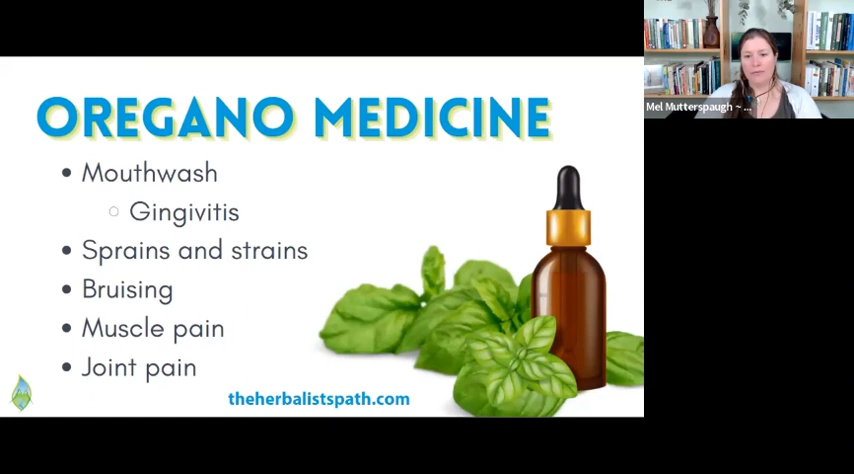 OREGANO MEDICINE
Mouthwash
Gingivitis
Sprains and strains
Bruising
Muscle pain
Joint pain
theherbalistspath.com
Mel Mutterspaugh ~ ...